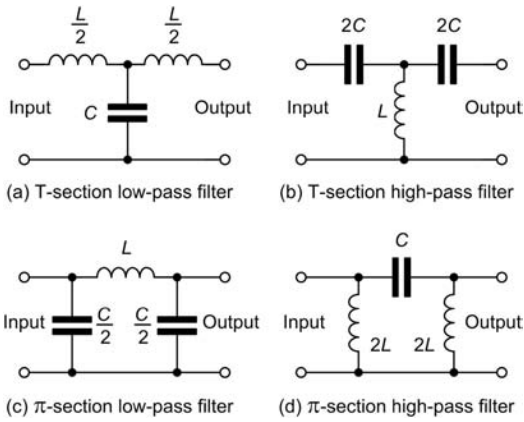 L/2 L/2
Input C Output
(a) T-section low-pass filter
2C 2C
Input L Output
(b) T-section high-pass filter
L
Input C/2 C/2 Output
(c) π-section low-pass filter
C
Input 2L 2L Output
(d) π-section high-pass filter